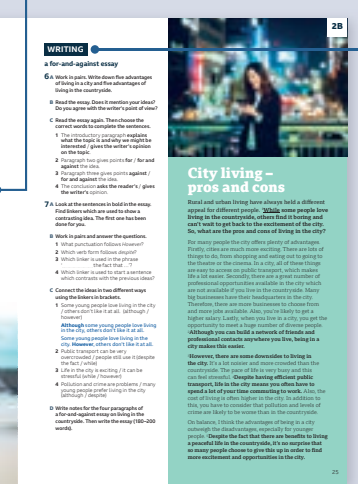 2B
WRITING
a for-and-against essay
6 A Work in pairs. Write down five advantages
of living in a city and five advantages of
living in the countryside.
B Read the essay. Does it mention your ideas?
Do you agree with the writer's point of view?
C Read the essay again. Then choose the
correct words to complete the sentences.
1 The introductory paragraph explains
what the topic is and why we might be
interested / gives the writer's opinion
on the topic
2 Paragraph two gives points for / for and
against the idea.
3 Paragraph three gives points against /
for and against the idea.
4 The conclusion asks the reader's / gives
the writer's opinion.
7 A Look at the sentences in bold in the essay.
Find linkers which are used to show a
contrasting idea. The first one has been
done for you.
B Work in pairs and answer the questions.
1 What punctuation follows However?
2 Which verb form follows despite?
3 Which linker is used in the phrase
the fact that ... ?
4 Which linker is used to start a sentence
which contrasts with the previous ideas?
C Connect the ideas in two different ways
using the linkers in brackets.
1 Some young people love living in the city
/ others don't like it at all. (although /
however)
Although some young people love living
in the city, others don't like it at all.
Some young people love living in the
city. However, others don't like it at all.
2 Public transport can be very
overcrowded / people still use it (despite
the fact / while)
3 Life in the city is exciting / it can be
stressful (while / however)
4 Pollution and crime are problems / many
young people prefer living in the city
(although / despite)
D Write notes for the four paragraphs of
a for-and-against essay on living in the
countryside. Then write the essay (180–200
words).
City living –
pros and cons
Rural and urban living have always held a different
appeal for different people. While some people love
living in the countryside, others find it boring and
can't wait to get back to the excitement of the city.
So, what are the pros and cons of living in the city?
For many people the city offers plenty of advantages.
Firstly, cities are much more exciting. There are lots of
things to do, from shopping and eating out to going to
the theatre or the cinema. In a city, all of these things
are easy to access on public transport, which makes
life a lot easier. Secondly, there are a great number of
professional opportunities available in the city which
are not available if you live in the countryside. Many
big businesses have their headquarters in the city.
Therefore, there are more businesses to choose from
and more jobs available. Also, you're likely to get a
higher salary. Lastly, when you live in a city, you get the
opportunity to meet a huge number of diverse people.
Although you can build a network of friends and
professional contacts anywhere you live, being in a
city makes this easier.
However, there are some downsides to living in
the city. It's a lot noisier and more crowded than the
countryside. The pace of life is very busy and this
can feel stressful. Despite having efficient public
transport, life in the city means you often have to
spend a lot of your time commuting to work. Also, the
cost of living is often higher in the city. In addition to
this, you have to consider that pollution and levels of
crime are likely to be worse than in the countryside.
On balance, I think the advantages of being in a city
outweigh the disadvantages, especially for younger
people. Despite the fact that there are benefits to living
a peaceful life in the countryside, it's no surprise that
so many people choose to give this up in order to find
more excitement and opportunities in the city.
25